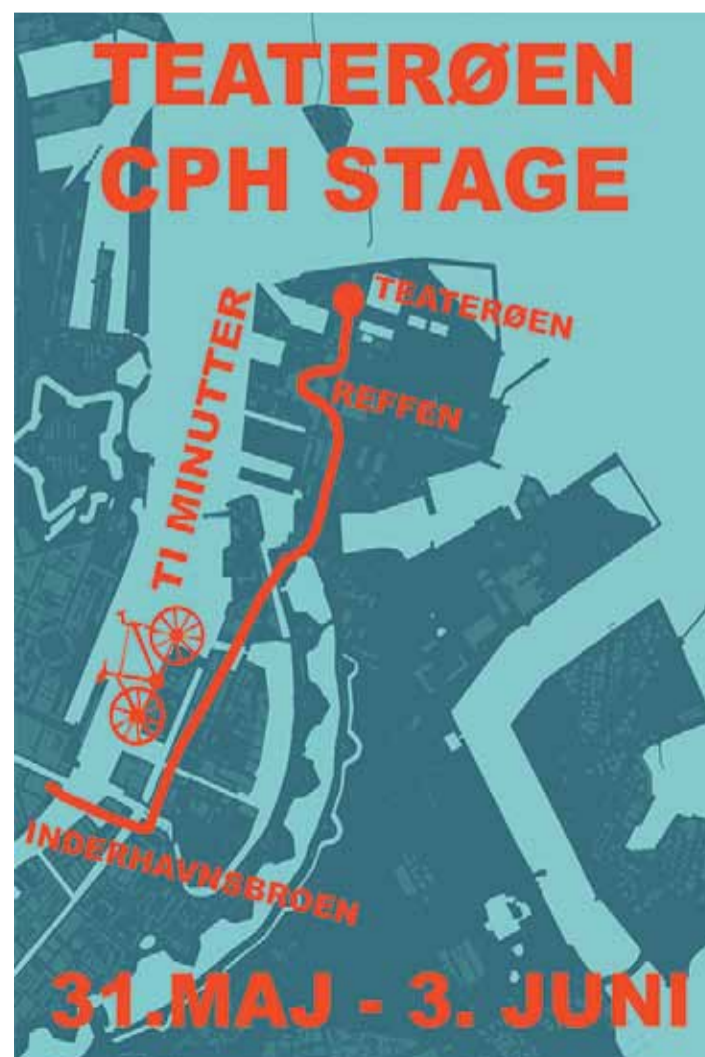 TEATERØEN
CPH STAGE
TEATERØEN
REFFEN
TI MINUTTER
INDERHAVNSBROEN
31.MAJ - 3. JUNI